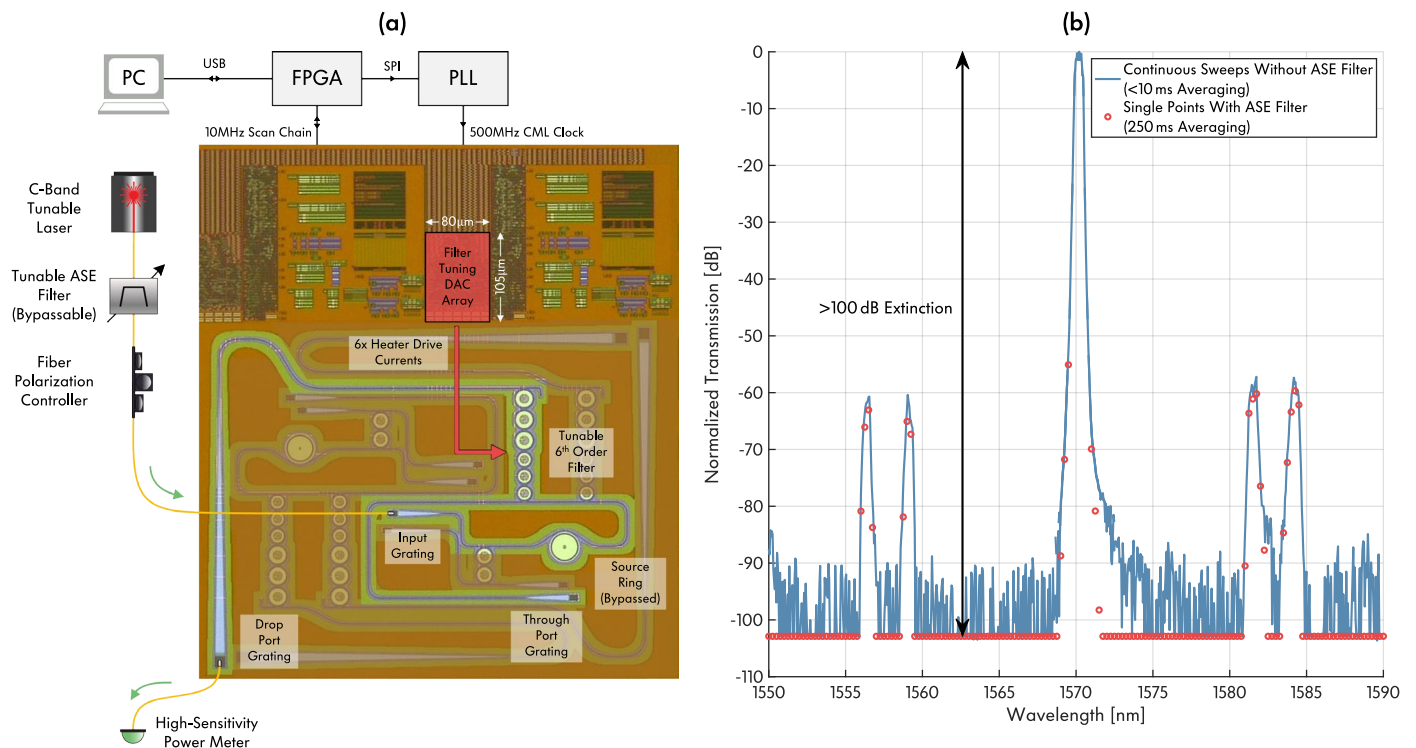 (a)
PC
USB
FPGA
SPI
PLL
10MHz Scan Chain
500MHz CML Clock
C-Band
Tunable
Laser
80μm
Filter
Tuning
DAC
Array
105μm
Tunable ASE
Filter
(Bypassable)
6x Heater Drive
Currents
Fiber
Polarization
Controller
Tunable
6th Order
Filter
Input
Grating
Source
Ring
(Bypassed)
Drop
Port
Grating
Through
Port
Grating
High-Sensitivity
Power Meter
(b)
Normalized Transmission [dB]
0
-10
-20
-30
-40
-50
-60
-70
-80
-90
-100
-110
Continuous Sweeps Without ASE Filter
(<10 ms Averaging)
Single Points With ASE Filter
(250 ms Averaging)
>100 dB Extinction
1550
1555
1560
1565
1570
1575
1580
1585
1590
Wavelength [nm]